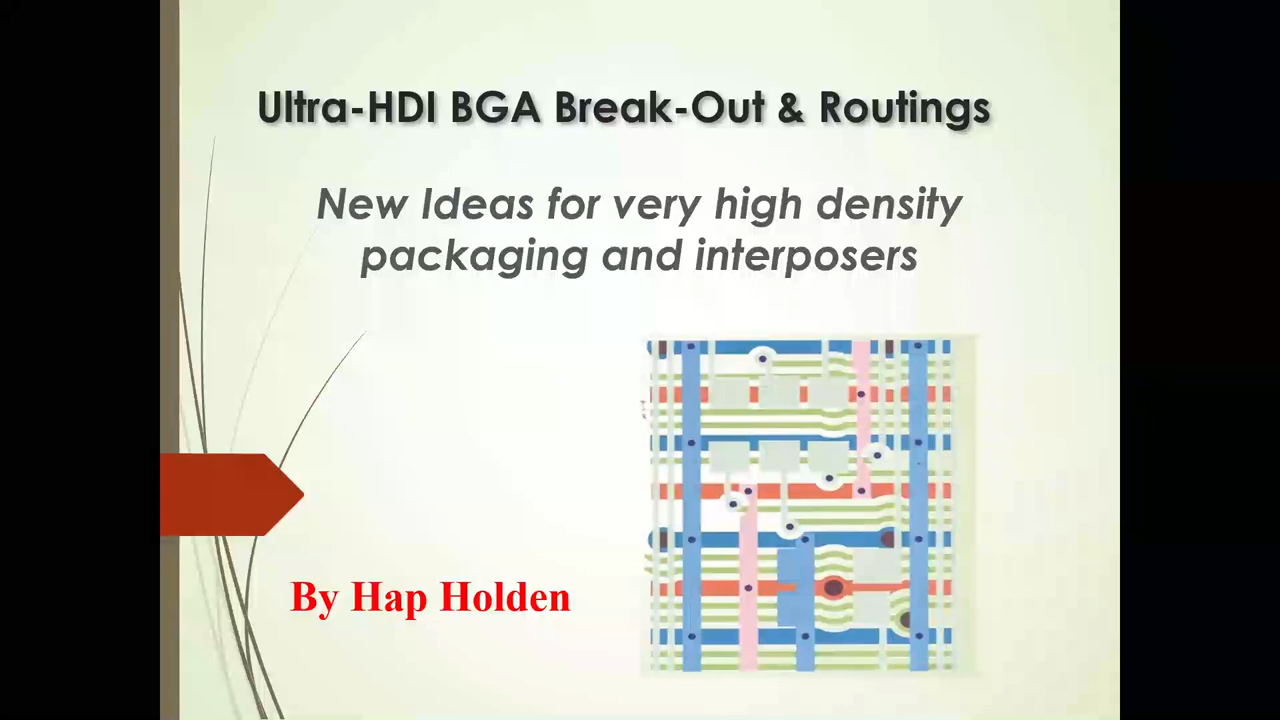 Ultra-HDI BGA Break-Out & Routings
New Ideas for very high density
packaging and interposers
By Hap Holden